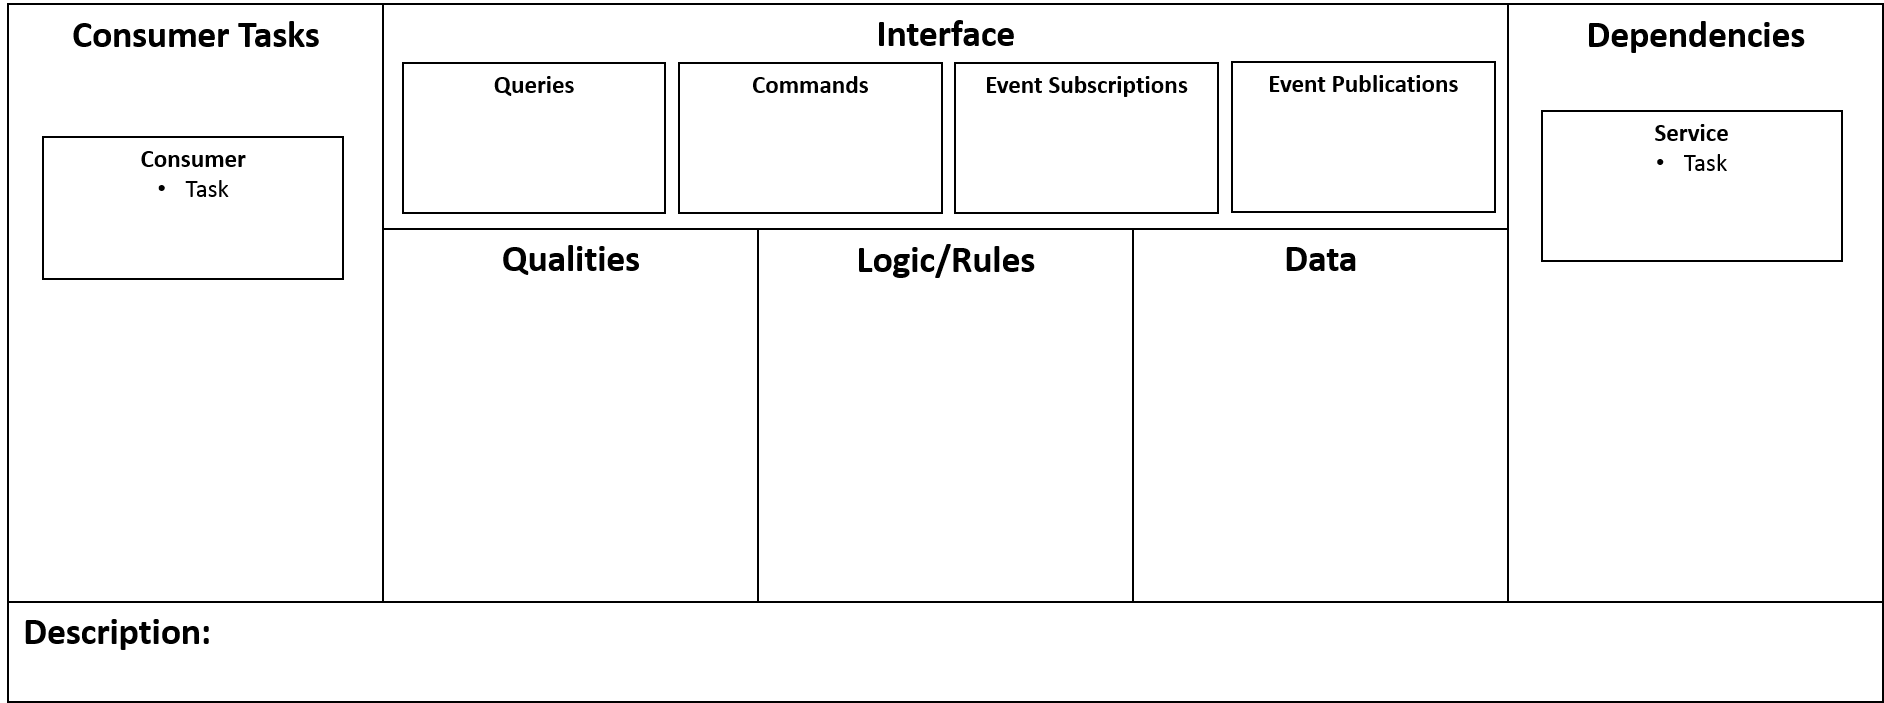 Consumer Tasks
Consumer
• Task
Interface
Queries
Commands
Event Subscriptions
Event Publications
Qualities
Logic/Rules
Data
Dependencies
Service
• Task
Description: